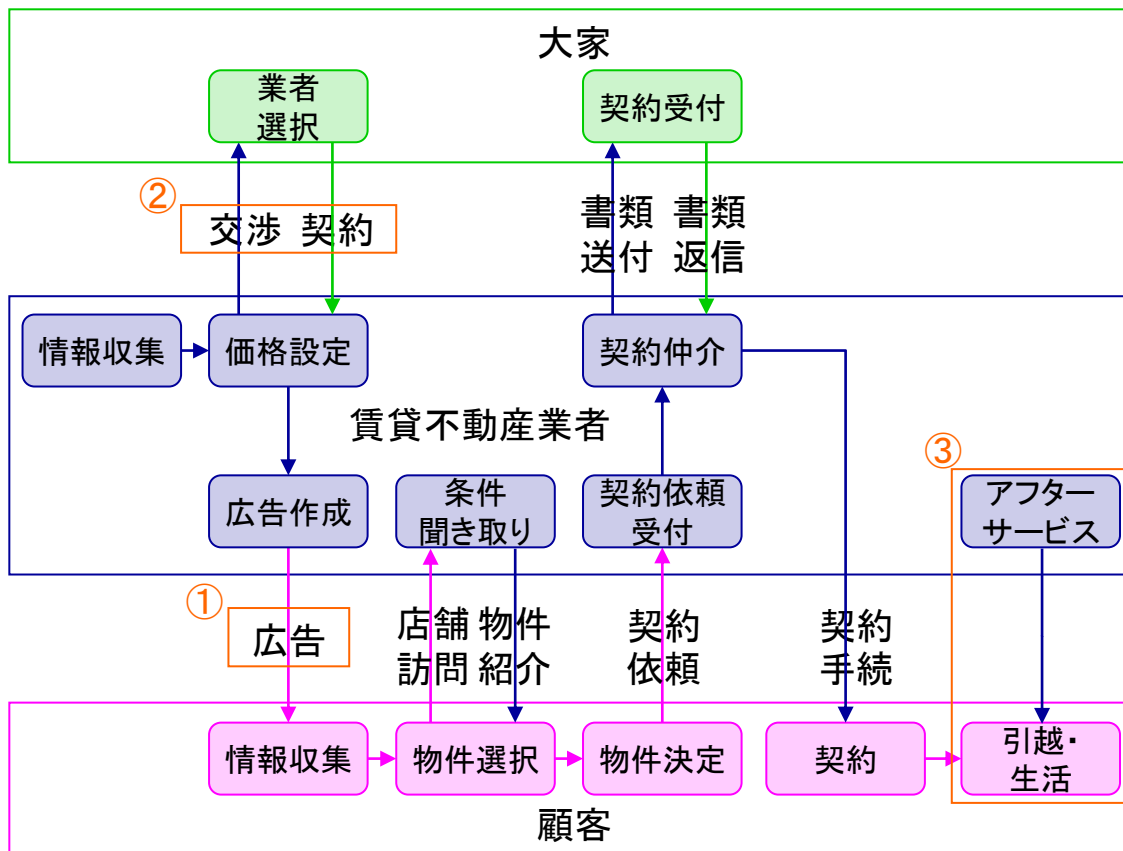 大家
業者
選択
契約受付
②
交渉 契約
書類
送付
書類
返信
情報収集
価格設定
契約仲介
賃貸不動産業者
③
広告作成
条件
聞き取り
契約依頼
受付
アフター
サービス
①
広告
店舗
訪問
物件
紹介
契約
依頼
契約
手続
情報収集
物件選択
物件決定
契約
引越・
生活
顧客